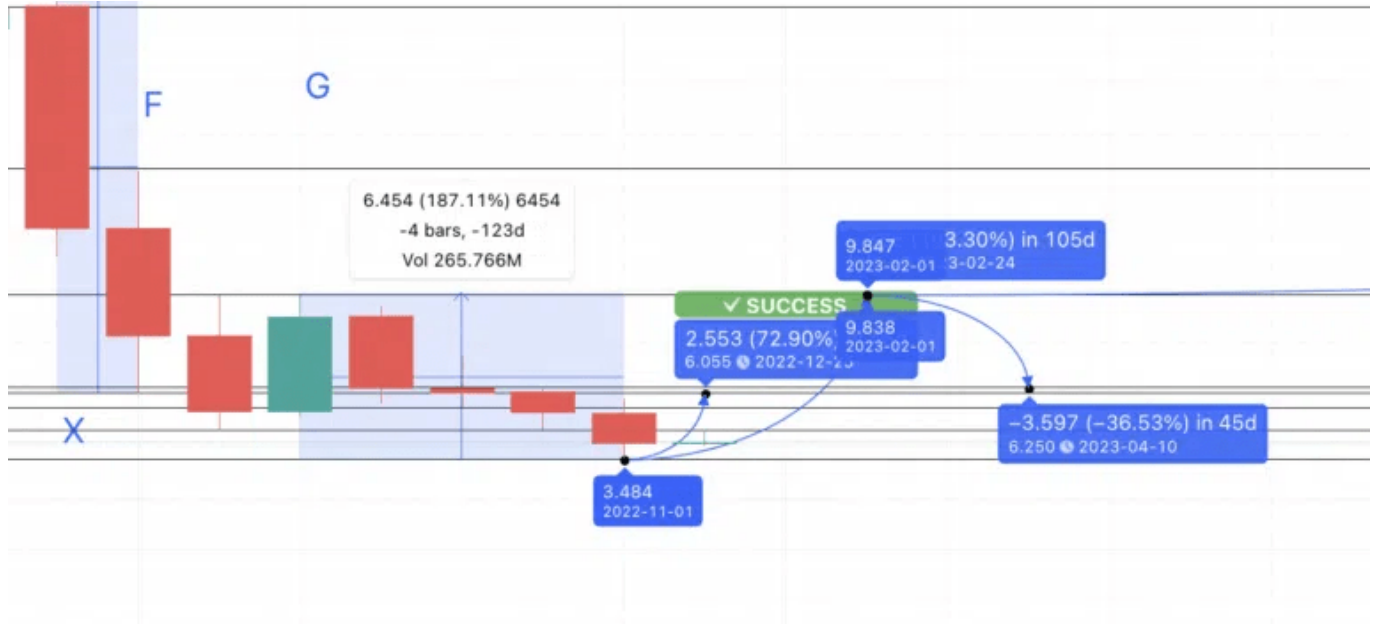 F
G
6.454 (187.11%) 6454
-4 bars, -123d
Vol 265.766M
X
3.30%) in 105d
9.847
2023-02-01
3-02-24
✓ SUCCESS
2.553 (72.90%)
6.055 2022-12-25
9.838
2023-02-01
−3.597 (−36.53%) in 45d
6.250 2023-04-10
3.484
2022-11-01